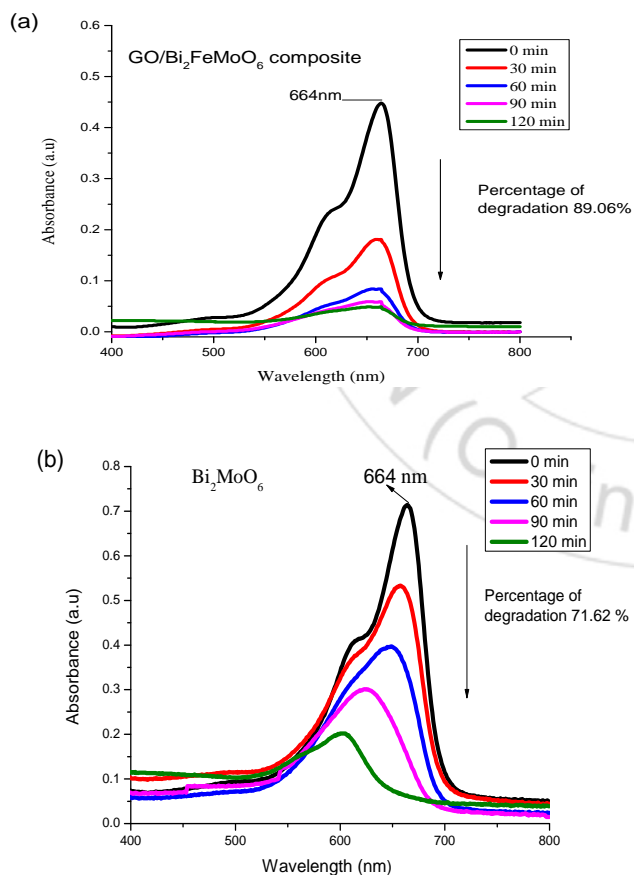 (a)
0.6
0.5
0.4
0.3
0.2
0.1
0.0
Absorbance (a.u)
GO/Bi₂FeMoO₆ composite
664nm
0 min
30 min
60 min
90 min
120 min
Percentage of
degradation 89.06%
400
500
600
700
800
Wavelength (nm)
(b)
0.8
0.7
0.6
0.5
0.4
0.3
0.2
0.1
0.0
Absorbance (a.u)
Bi₂MoO₆
664 nm
0 min
30 min
60 min
90 min
120 min
Percentage of
degradation 71.62 %
400
500
600
700
800
Wavelength (nm)